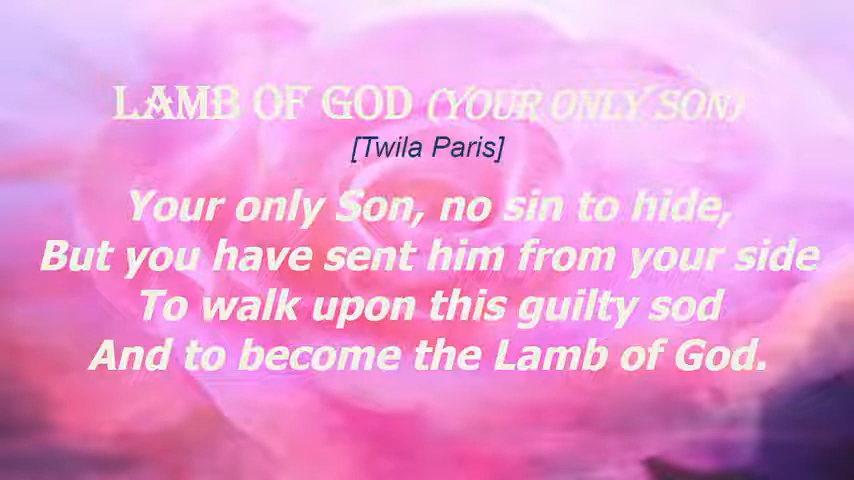 LAMB OF GOD (YOUR ONLY SON)
[Twila Paris]
Your only Son, no sin to hide,
But you have sent him from your side
To walk upon this guilty sod
And to become the Lamb of God.